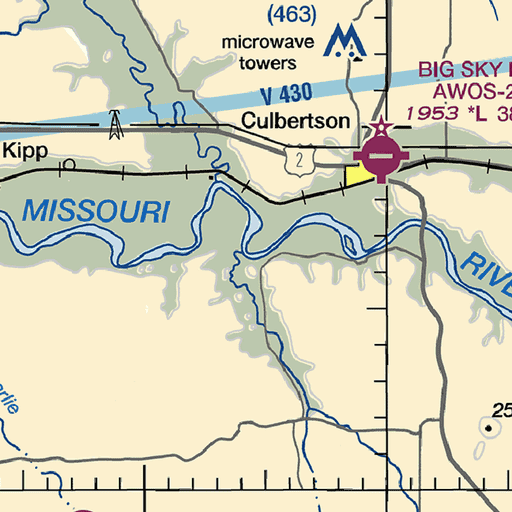 (463)
microwave
towers
BIG SKY
AWOS-2
1953 *L 38
V 430
Culbertson
Kipp
2
MISSOURI
RIVE
25